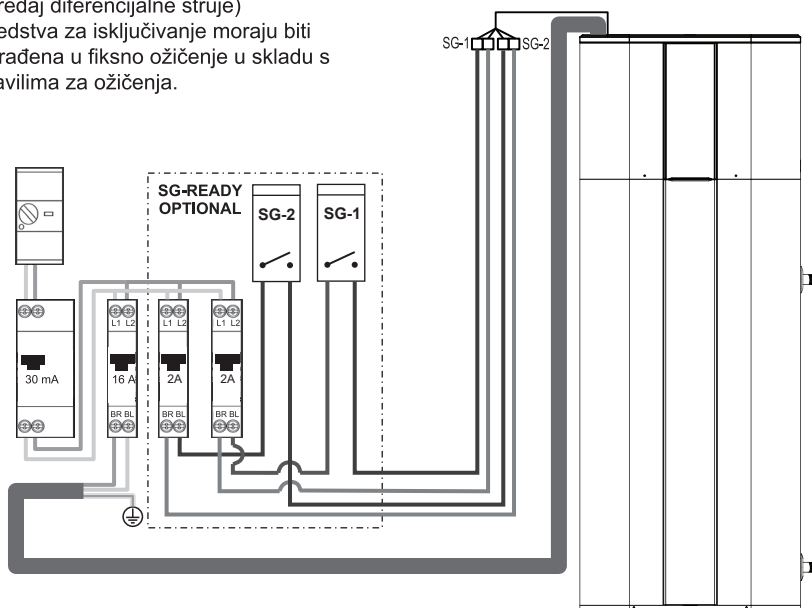 redaj diferencijalne struje)
edstva za isključivanje moraju biti
rađena u fiksno ožičenje u skladu s
avilima za ožičenja.
SG-1
SG-2
SG-READY
OPTIONAL
SG-2
SG-1
L1 L2
L1 L2
L1 L2
30 mA
16 A
2A
2A
BR BL
BR BL
BR BL